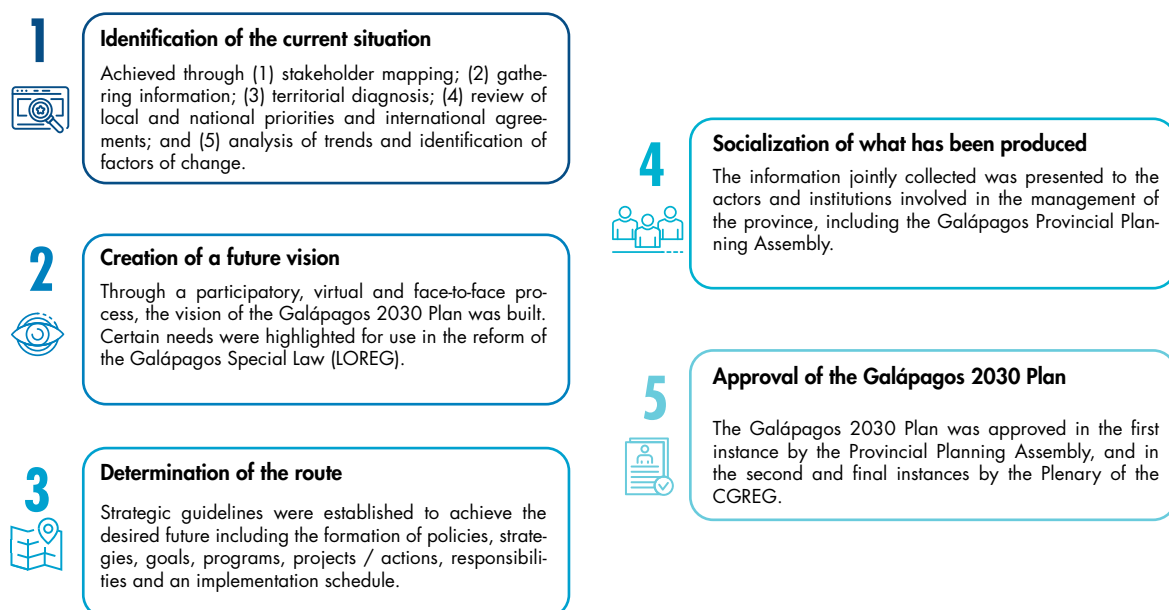 1
Identification of the current situation
Achieved through (1) stakeholder mapping; (2) gathe-
ring information; (3) territorial diagnosis; (4) review of
local and national priorities and international agree-
ments; and (5) analysis of trends and identification of
factors of change.
2
Creation of a future vision
Through a participatory, virtual and face-to-face pro-
cess, the vision of the Galápagos 2030 Plan was built.
Certain needs were highlighted for use in the reform of
the Galápagos Special Law (LOREG).
3
Determination of the route
Strategic guidelines were established to achieve the
desired future including the formation of policies, strate-
gies, goals, programs, projects / actions, responsibili-
ties and an implementation schedule.
4
Socialization of what has been produced
The information jointly collected was presented to the
actors and institutions involved in the management of
the province, including the Galápagos Provincial Plan-
ning Assembly.
5
Approval of the Galápagos 2030 Plan
The Galápagos 2030 Plan was approved in the first
instance by the Provincial Planning Assembly, and in
the second and final instances by the Plenary of the
CGREG.